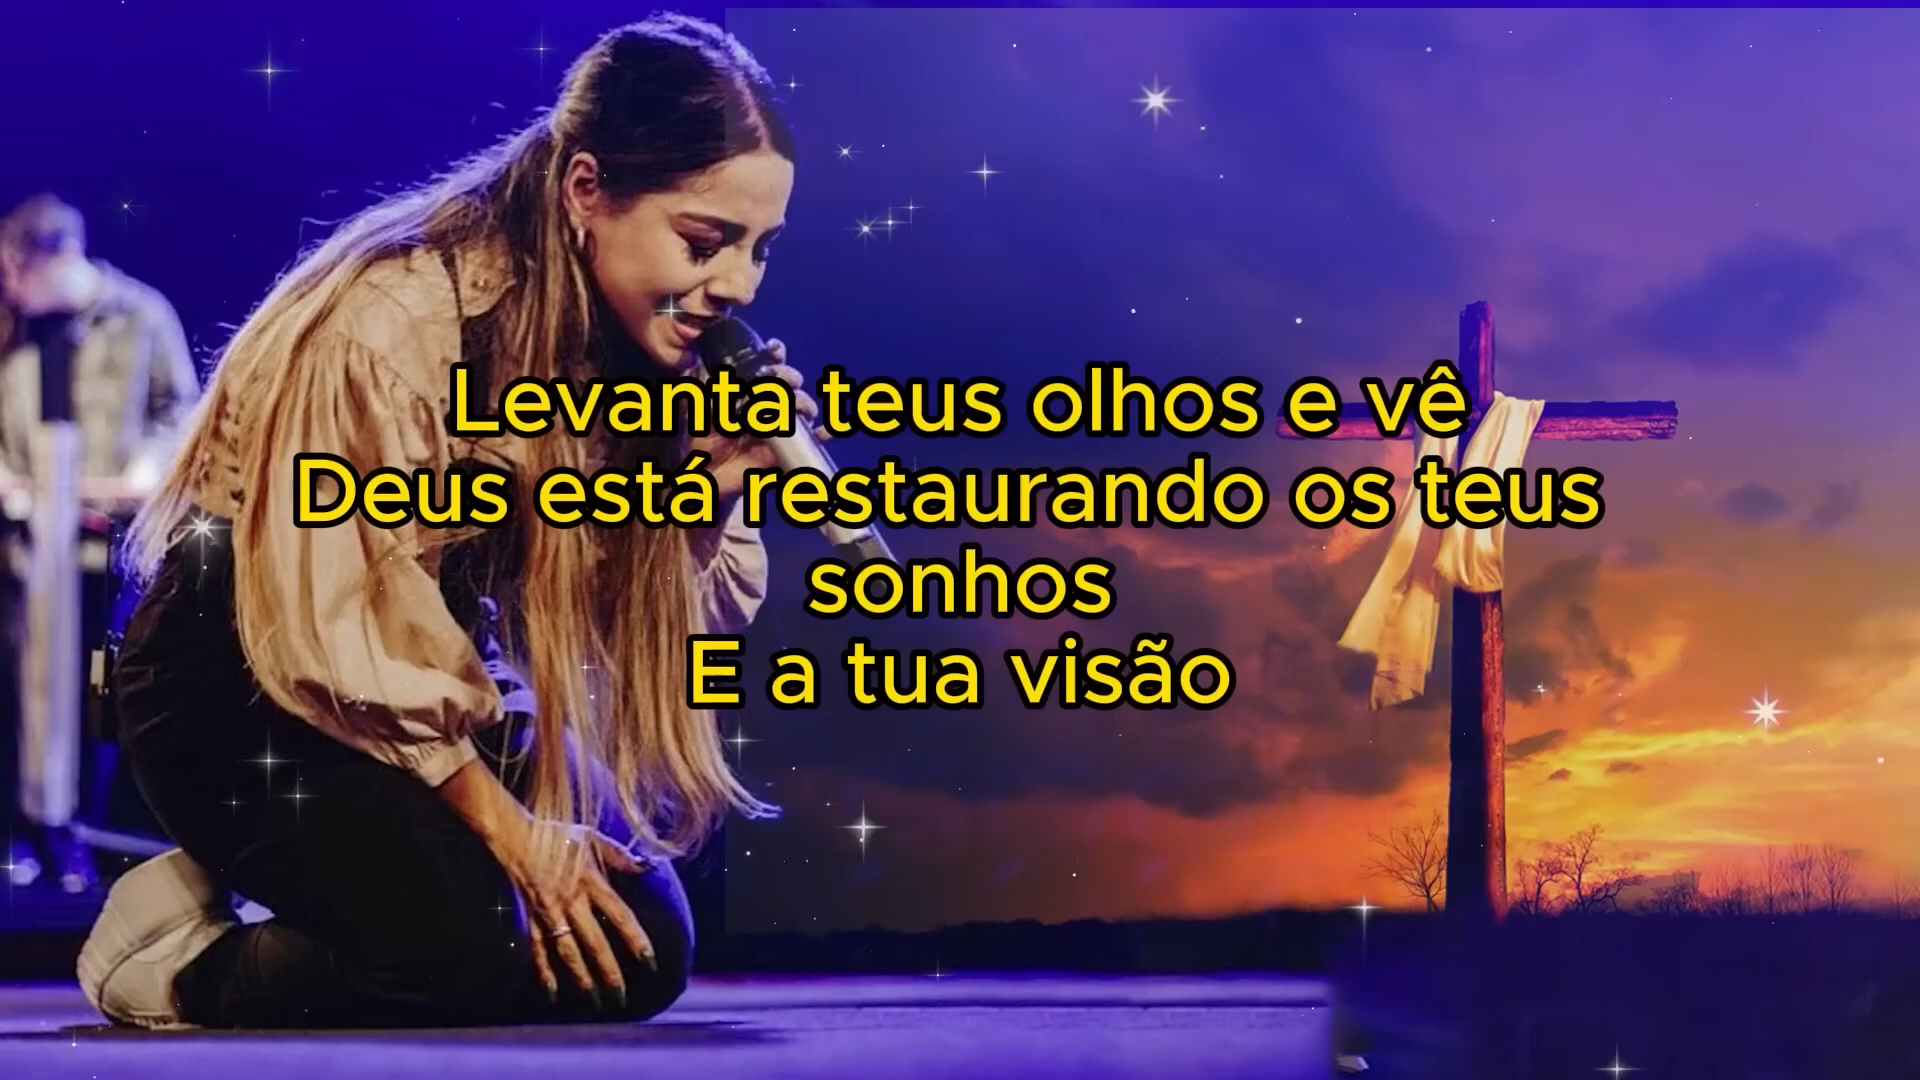 Levanta teus olhos e vê
Deus está restaurando os teus
sonhos
E a tua visão